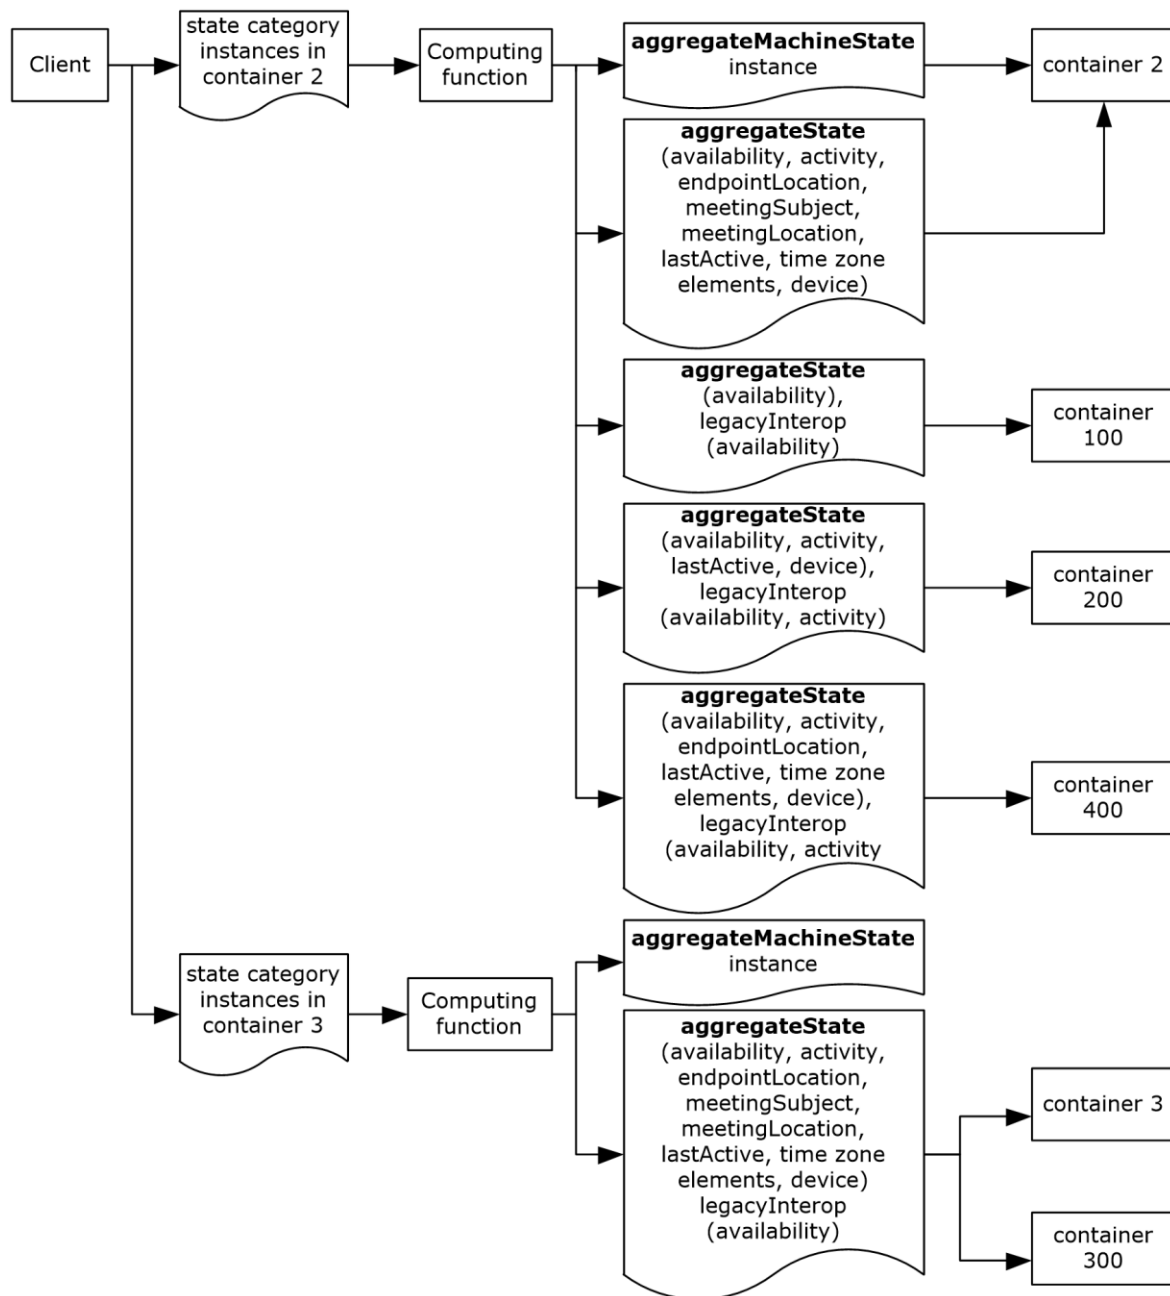 Client
state category
instances in
container 2
Computing
function
aggregateMachineState
instance
container 2
aggregateState
(availability, activity,
endpointLocation,
meetingSubject,
meetingLocation,
lastActive, time zone
elements, device)
aggregateState
(availability),
legacyInterop
(availability)
container
100
aggregateState
(availability, activity,
lastActive, device),
legacyInterop
(availability, activity)
container
200
aggregateState
(availability, activity,
endpointLocation,
lastActive, time zone
elements, device),
legacyInterop
(availability, activity
container
400
state category
instances in
container 3
Computing
function
aggregateMachineState
instance
aggregateState
(availability, activity,
endpointLocation,
meetingSubject,
meetingLocation,
lastActive, time zone
elements, device)
legacyInterop
(availability)
container 3
container
300